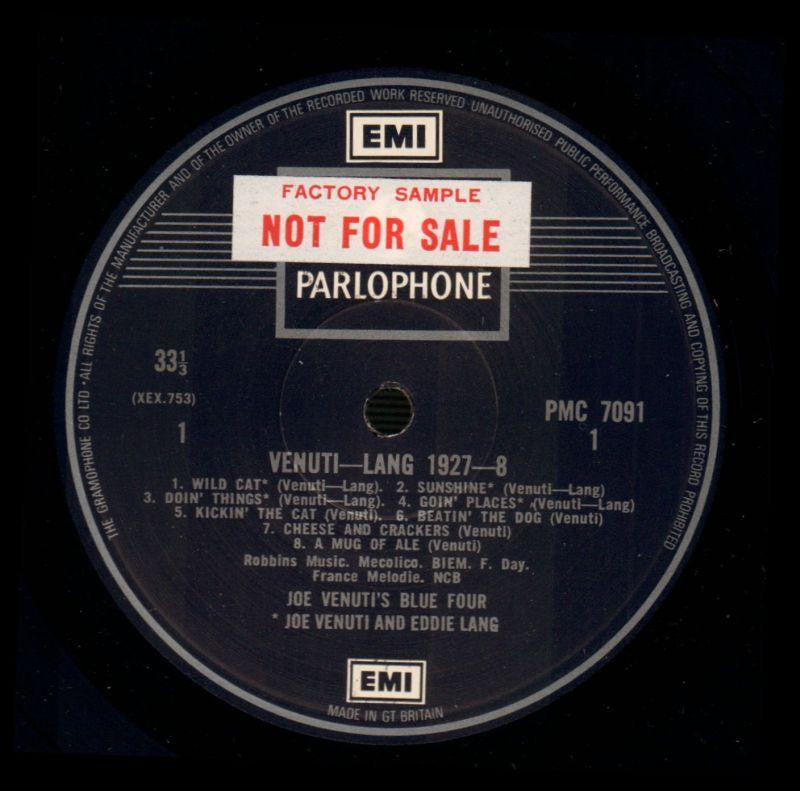 THE GRAMOPHONE CO LTD · ALL RIGHTS OF THE MANUFACTURER AND OF THE OWNER OF THE RECORDED WORK RESERVED UNAUTHORISED PUBLIC PERFORMANCE BROADCASTING AND COPYING OF THIS RECORD PROHIBITED
EMI
FACTORY SAMPLE
NOT FOR SALE
PARLOPHONE
33⅓
(XEX.753)
1
PMC 7091
1
VENUTI—LANG 1927—8
1. WILD CAT* (Venuti—Lang). 2. SUNSHINE* (Venuti—Lang)
3. DOIN' THINGS* (Venuti—Lang). 4. GOIN' PLACES* (Venuti—Lang)
5. KICKIN' THE CAT (Venuti). 6. BEATIN' THE DOG (Venuti)
7. CHEESE AND CRACKERS (Venuti)
8. A MUG OF ALE (Venuti)
Robbins Music. Mecolico. BIEM. F. Day.
France Melodie. NCB
JOE VENUTI'S BLUE FOUR
* JOE VENUTI AND EDDIE LANG
EMI
MADE IN GT BRITAIN